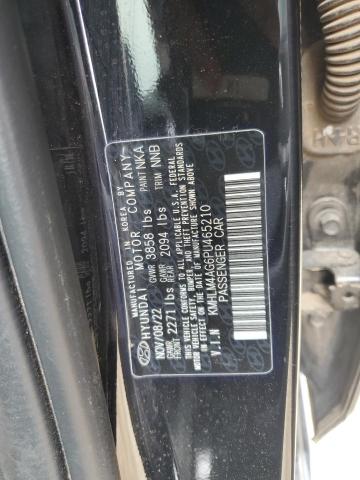 MANUFACTURED IN KOREA BY
HYUNDAI MOTOR COMPANY
NOV/08/22 GVWR 3858 lbs PAINT NKA
GAWR FRONT 2271 lbs GAWR REAR 2094 lbs TRIM NNB
THIS VEHICLE CONFORMS TO ALL APPLICABLE U.S.A. FEDERAL
MOTOR VEHICLE SAFETY, BUMPER, AND THEFT PREVENTION STANDARDS
IN EFFECT ON THE DATE OF MANUFACTURE SHOWN ABOVE.
V.I.N KMHLM4AG6PU465210
PASSENGER CAR